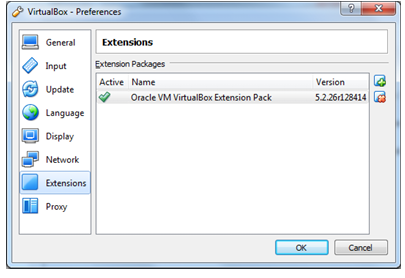 VirtualBox - Preferences
?
General
Input
Update
Language
Display
Network
Extensions
Proxy
Extensions
Extension Packages
Active Name Version
Oracle VM VirtualBox Extension Pack 5.2.26r128414
OK Cancel